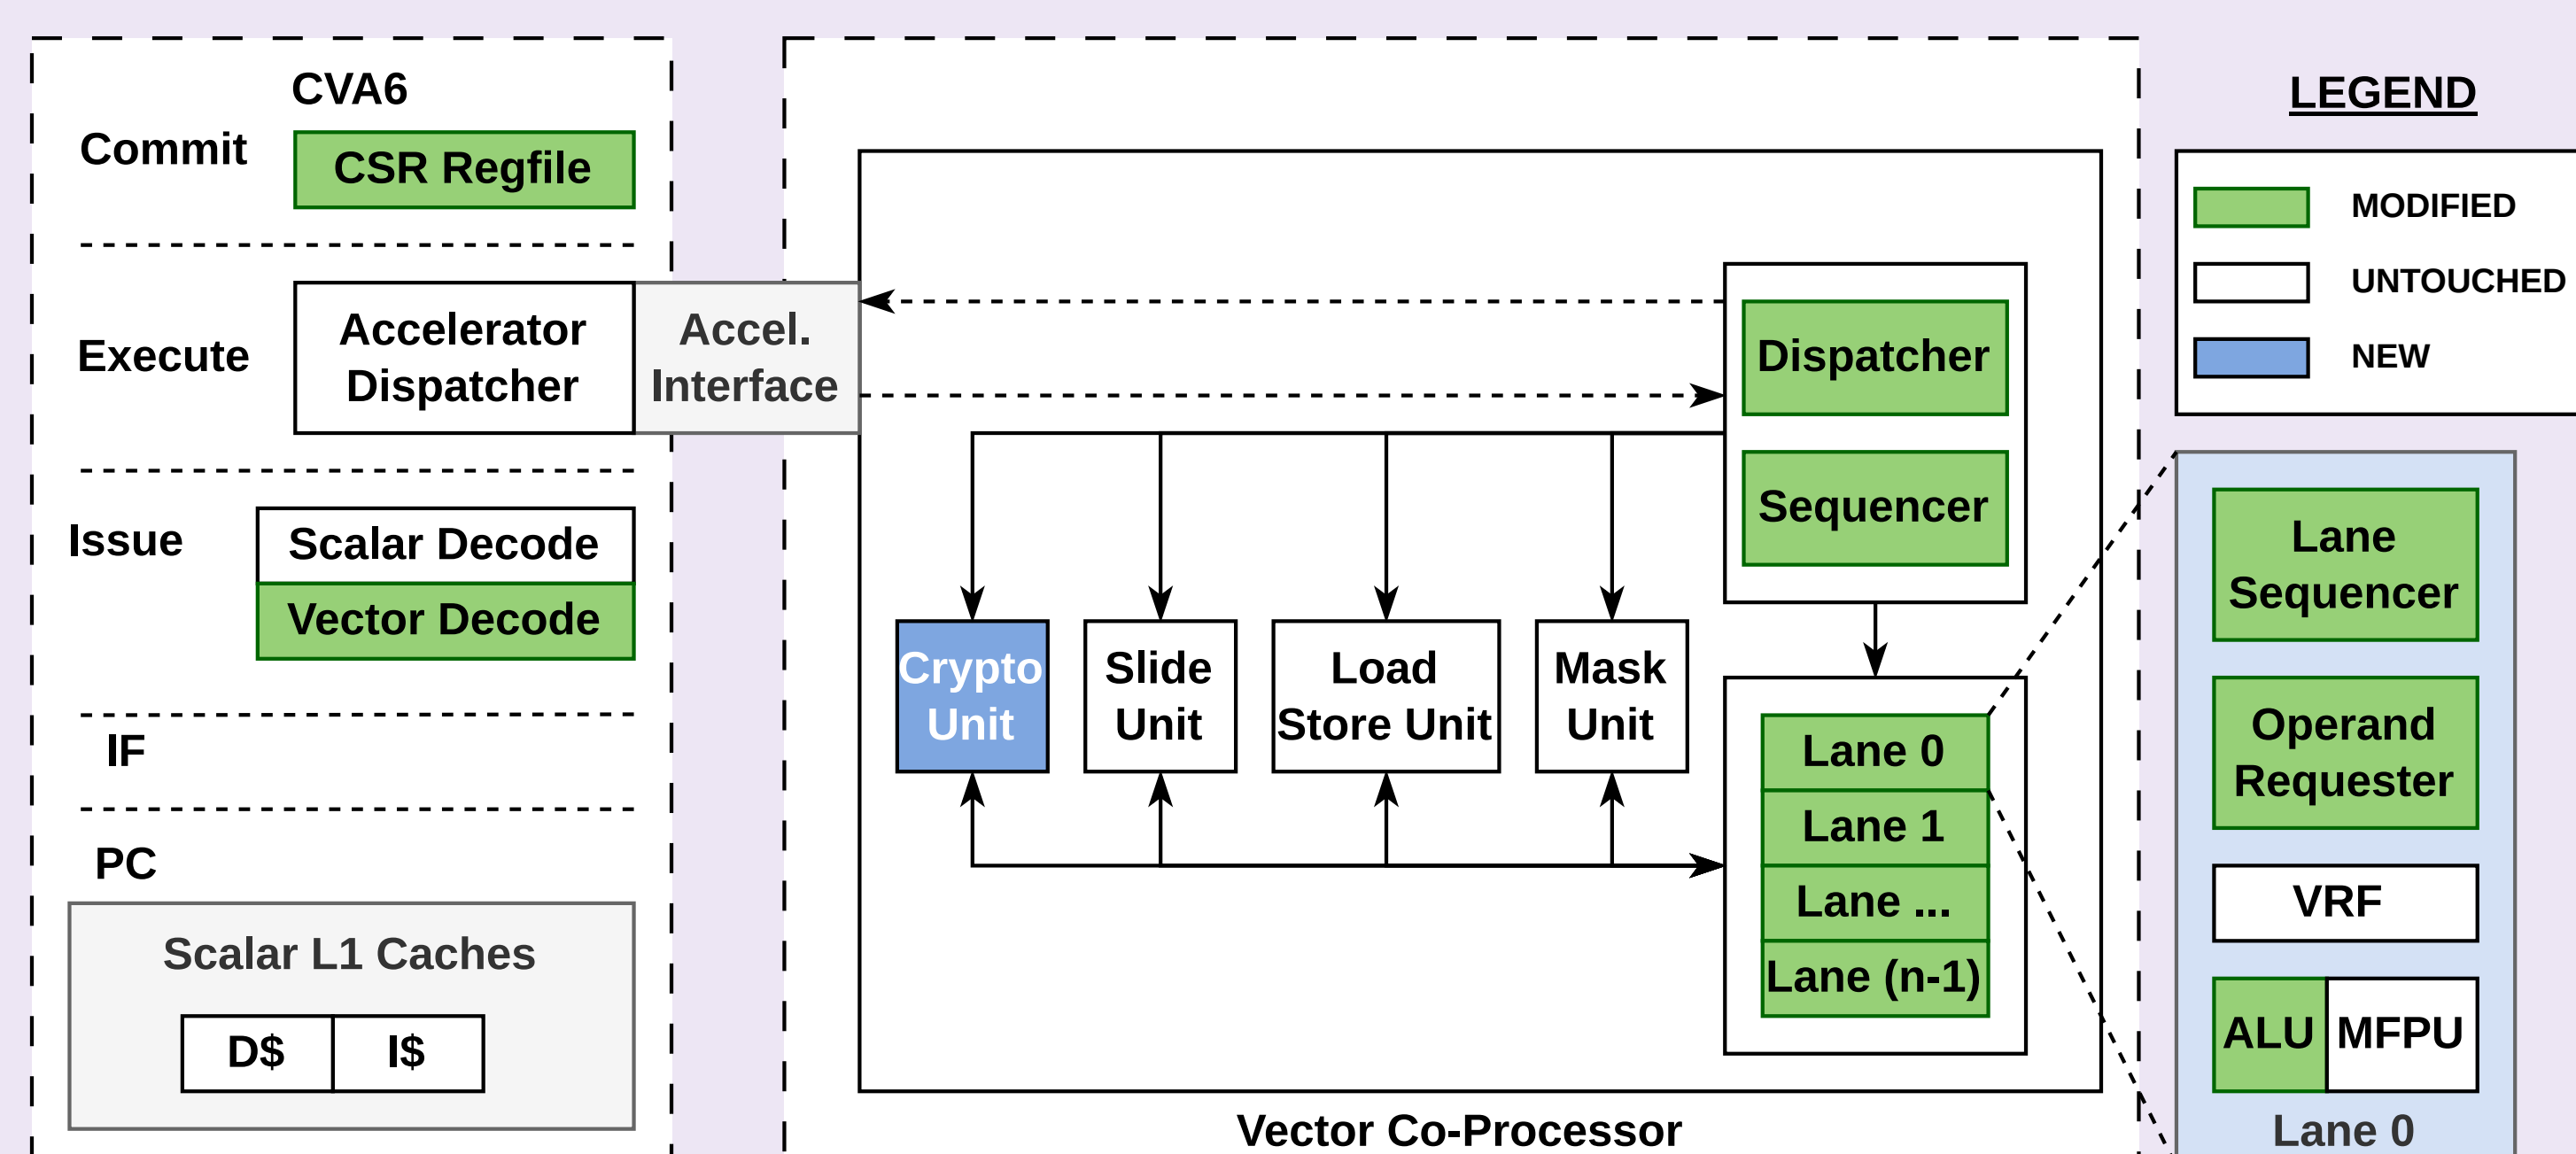 CVA6
Commit
CSR Regfile
Execute
Accelerator
Dispatcher
Accel.
Interface
Issue
Scalar Decode
Vector Decode
IF
PC
Scalar L1 Caches
D$
I$
Dispatcher
Sequencer
Crypto
Unit
Slide
Unit
Load
Store Unit
Mask
Unit
Lane 0
Lane 1
Lane ...
Lane (n-1)
Vector Co-Processor
LEGEND
MODIFIED
UNTOUCHED
NEW
Lane
Sequencer
Operand
Requester
VRF
ALU
MFPU
Lane 0